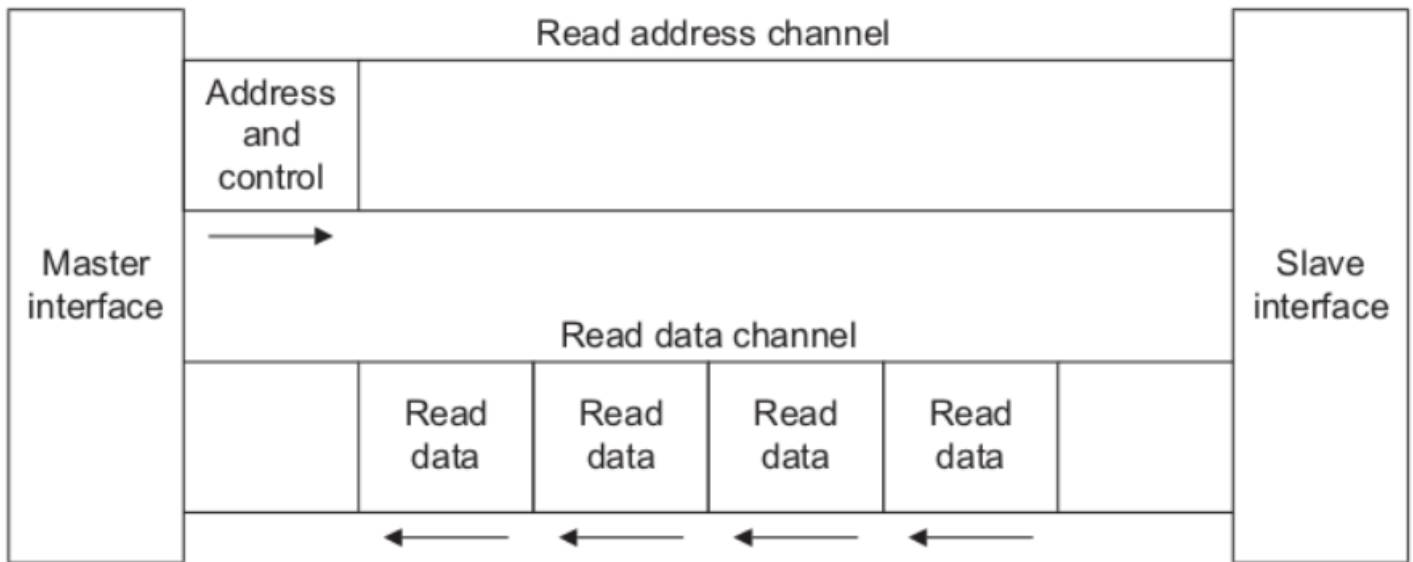 Read address channel
Address
and
control
Master
interface
Slave
interface
Read data channel
Read
data
Read
data
Read
data
Read
data